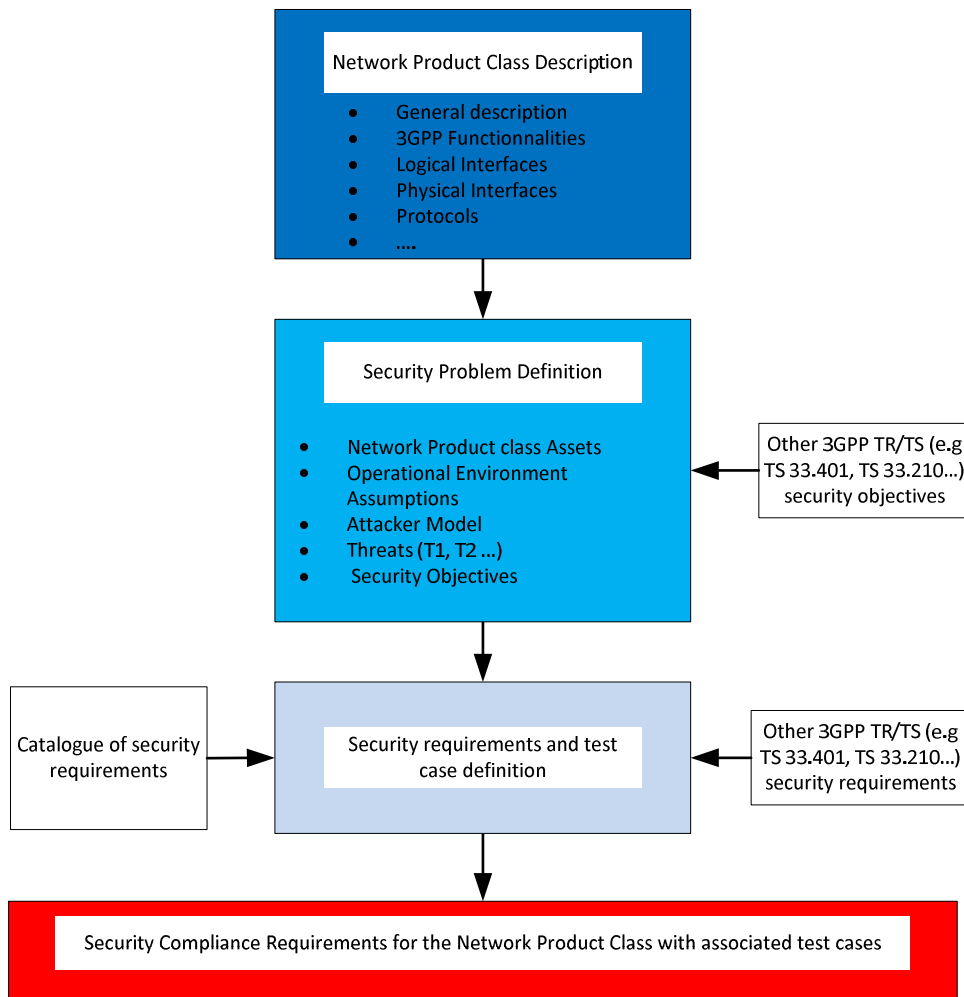 Network Product Class Description
• General description
• 3GPP Functionnalities
• Logical Interfaces
• Physical Interfaces
• Protocols
• ....
Security Problem Definition
• Network Product class Assets
• Operational Environment
Assumptions
• Attacker Model
• Threats (T1, T2 ...)
• Security Objectives
Other 3GPP TR/TS (e.g
TS 33.401, TS 33.210...)
security objectives
Catalogue of security
requirements
Security requirements and test
case definition
Other 3GPP TR/TS (e.g
TS 33.401, TS 33.210...)
security requirements
Security Compliance Requirements for the Network Product Class with associated test cases